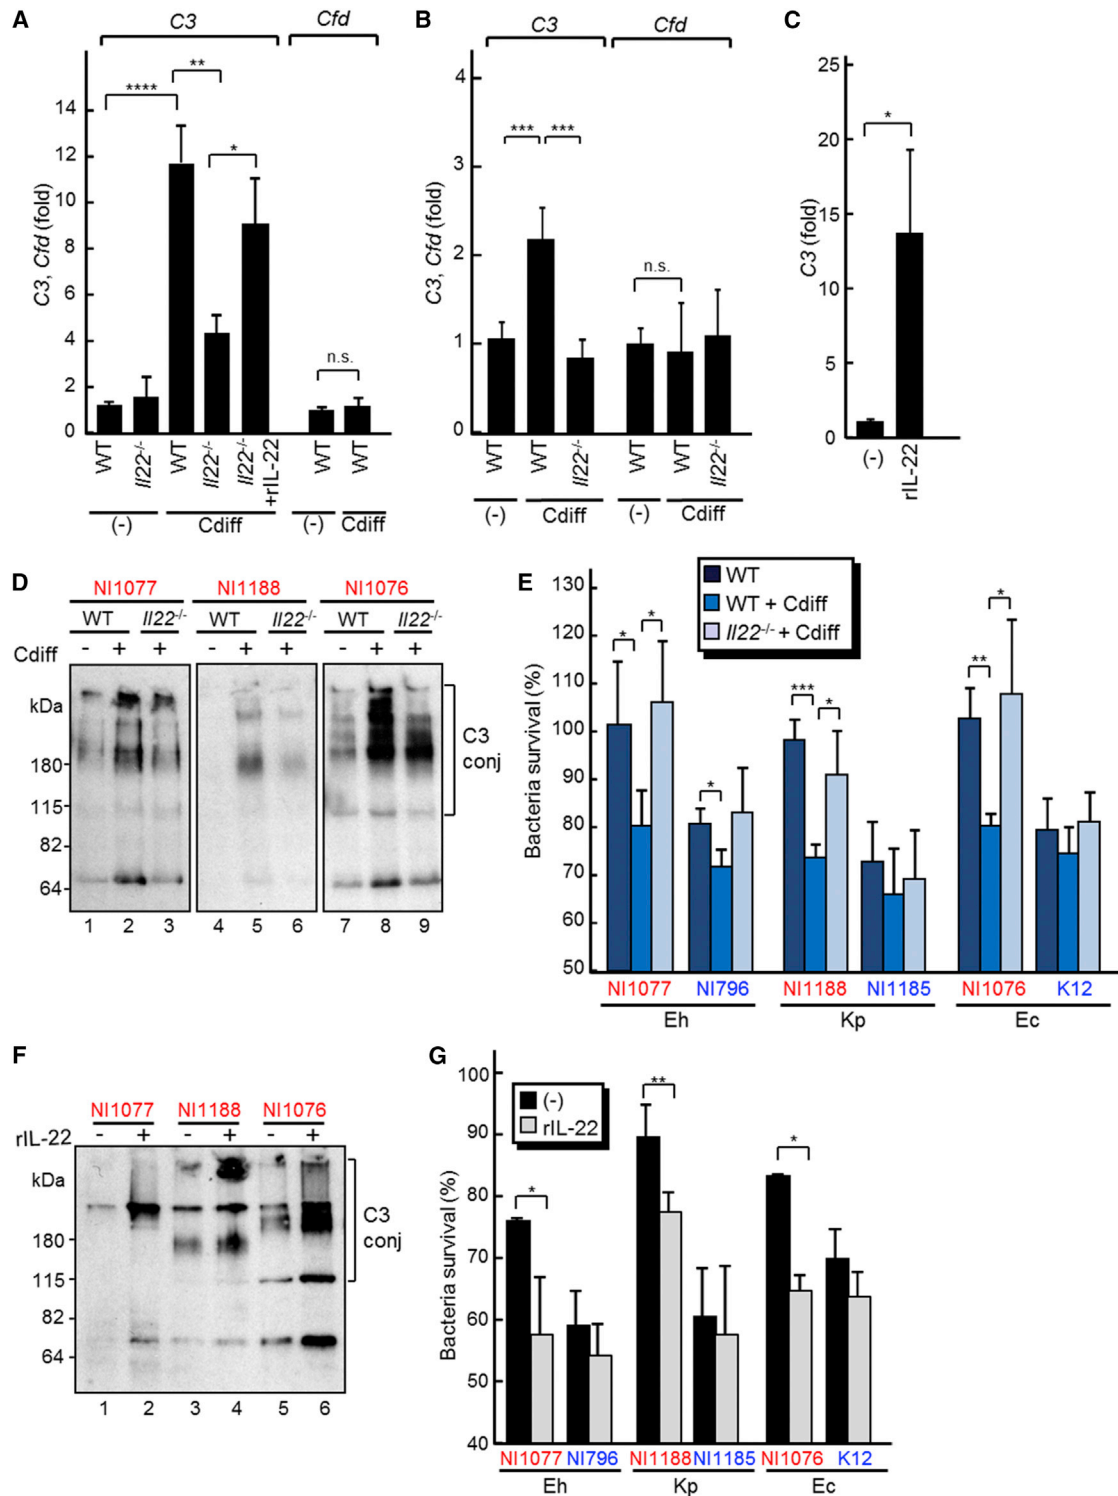 A
C3
Cfd
C3, Cfd (fold)
14
12
10
8
6
4
2
0
****
**
*
n.s.
WT
Il22-/-
WT
Il22-/-
Il22-/- +rIL-22
WT
WT
(-)
Cdiff
(-)
Cdiff
B
C3
Cfd
C3, Cfd (fold)
4
3
2
1
0
***
***
n.s.
WT
WT
Il22-/-
WT
WT
Il22-/-
(-)
Cdiff
(-)
Cdiff
C
C3 (fold)
25
20
15
10
5
0
*
(-)
rIL-22
D
NI1077
NI1188
NI1076
WT
Il22-/-
WT
Il22-/-
WT
Il22-/-
Cdiff
- + + - + + - + +
kDa
180-
115-
82-
64-
C3
conj
1 2 3 4 5 6 7 8 9
E
WT
WT + Cdiff
Il22-/- + Cdiff
Bacteria survival (%)
130
120
110
100
90
80
70
60
50
*
*
*
***
*
**
*
NI1077
NI796
NI1188
NI1185
NI1076
K12
Eh
Kp
Ec
F
NI1077
NI1188
NI1076
rIL-22
- + - + - +
kDa
180-
115-
82-
64-
C3
conj
1 2 3 4 5 6
G
(-)
rIL-22
Bacteria survival (%)
100
90
80
70
60
50
40
*
**
*
NI1077
NI796
NI1188
NI1185
NI1076
K12
Eh
Kp
Ec